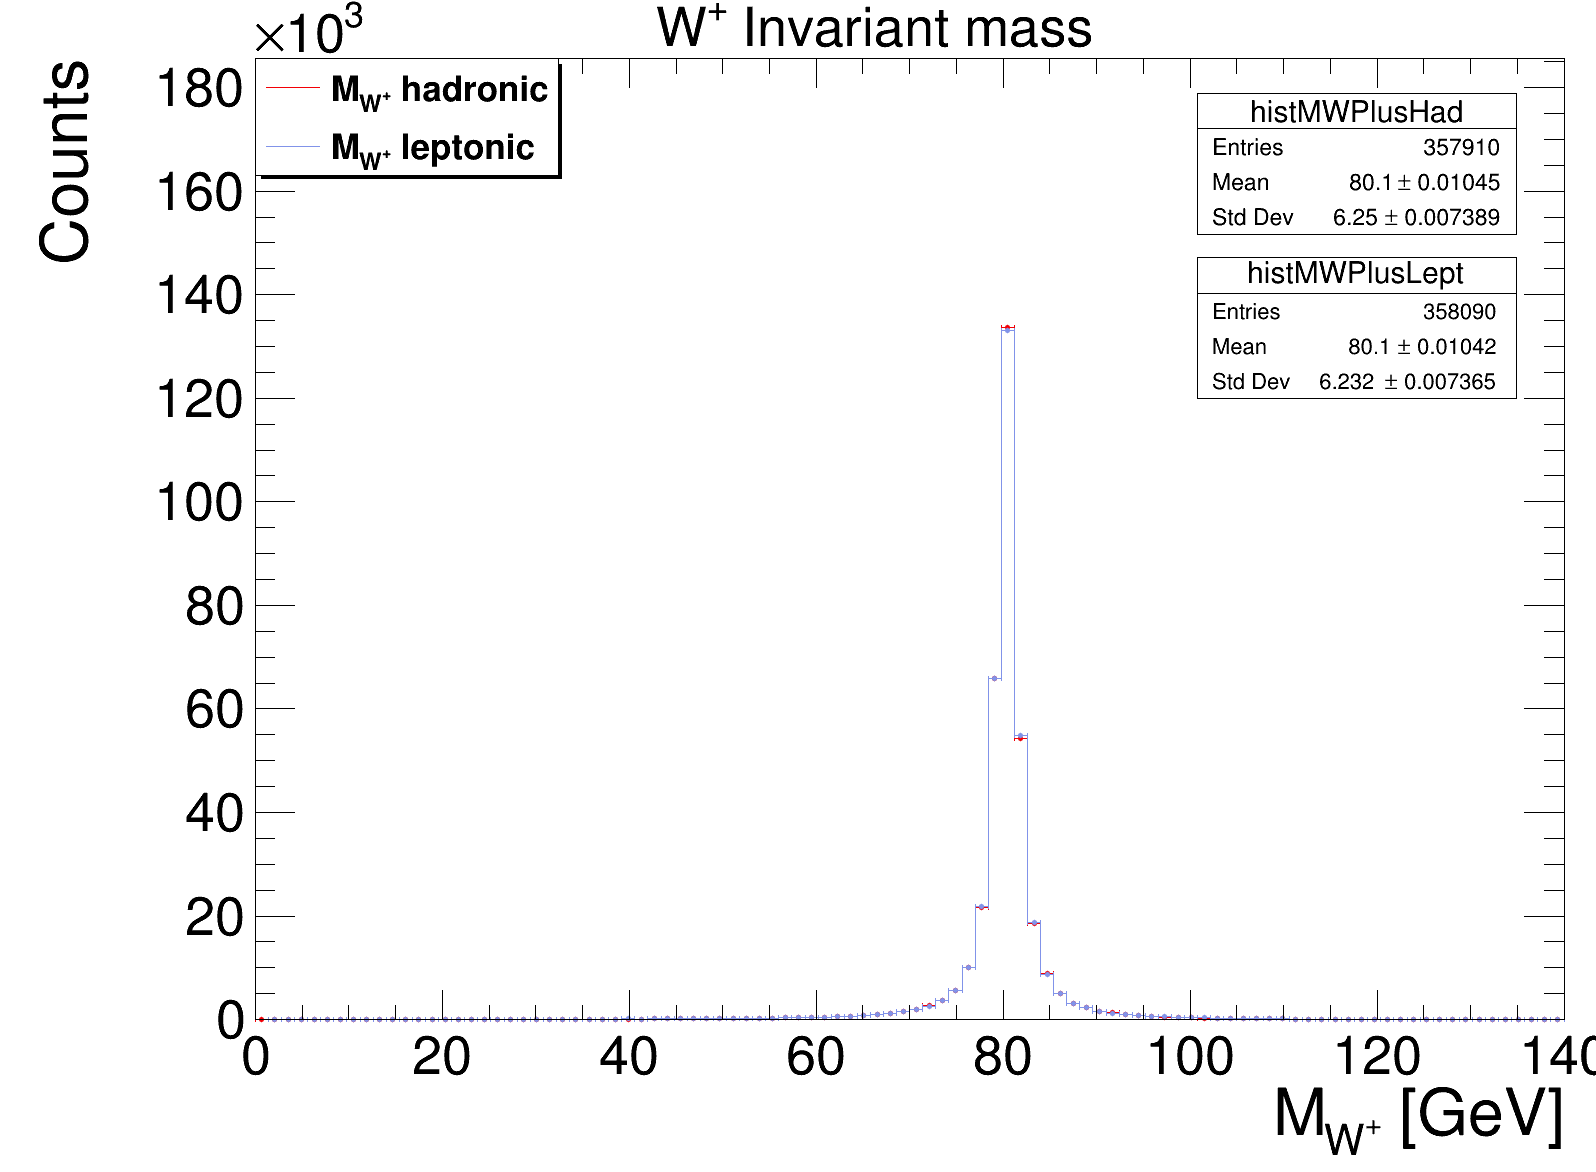 W⁺ Invariant mass
×10³
Counts
M_W⁺ hadronic
M_W⁺ leptonic
histMWPlusHad
Entries 357910
Mean 80.1 ± 0.01045
Std Dev 6.25 ± 0.007389
histMWPlusLept
Entries 358090
Mean 80.1 ± 0.01042
Std Dev 6.232 ± 0.007365
180
160
140
120
100
80
60
40
20
0
0 20 40 60 80 100 120 140
M_W⁺ [GeV]